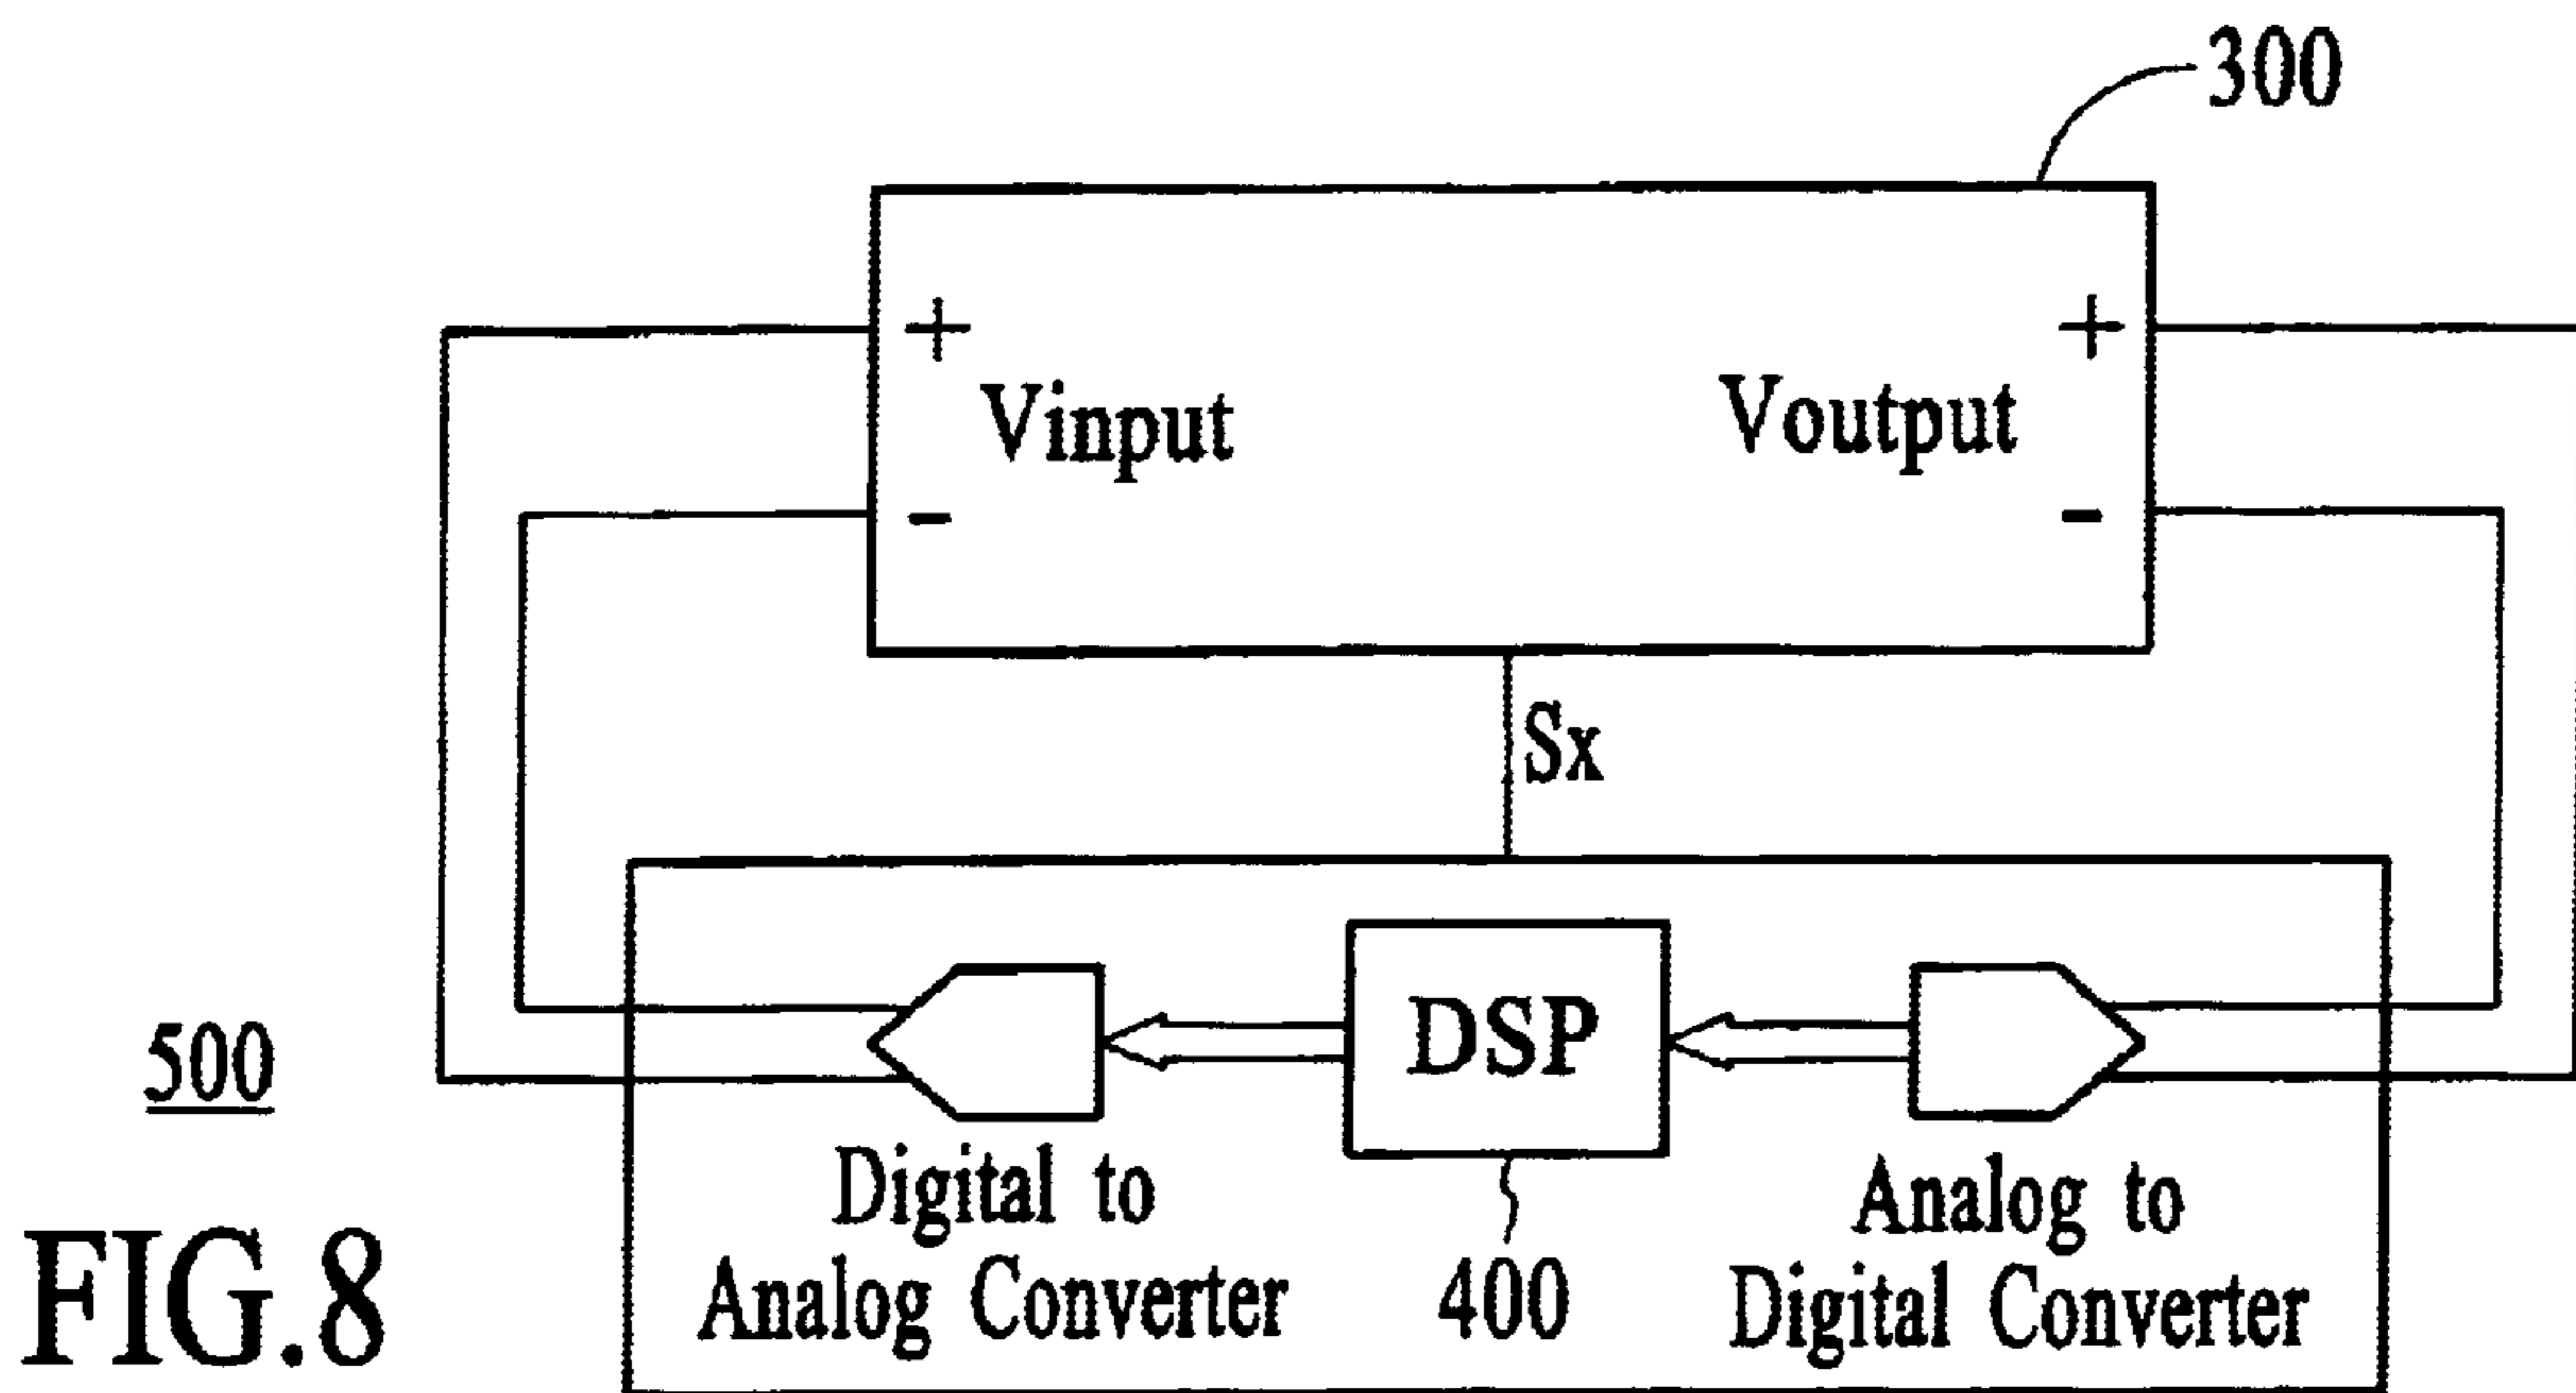 300
+
+
Vinput
Voutput
-
-
Sx
DSP
500
Digital to
Analog Converter
400
Analog to
Digital Converter
FIG.8